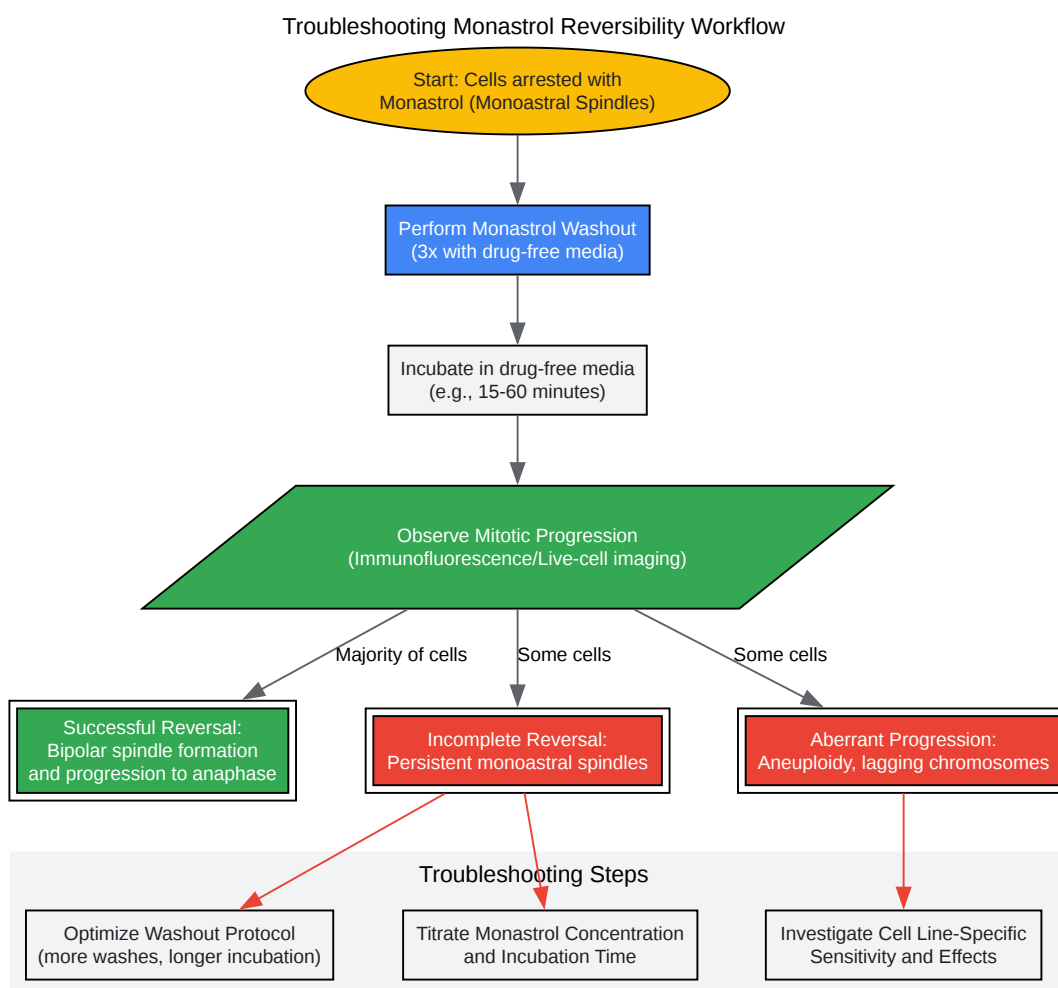 Troubleshooting Monastrol Reversibility Workflow
Start: Cells arrested with
Monastrol (Monoastral Spindles)
Perform Monastrol Washout
(3x with drug-free media)
Incubate in drug-free media
(e.g., 15-60 minutes)
Observe Mitotic Progression
(Immunofluorescence/Live-cell imaging)
Majority of cells
Some cells
Some cells
Successful Reversal:
Bipolar spindle formation
and progression to anaphase
Incomplete Reversal:
Persistent monoastral spindles
Aberrant Progression:
Aneuploidy, lagging chromosomes
Troubleshooting Steps
Optimize Washout Protocol
(more washes, longer incubation)
Titrate Monastrol Concentration
and Incubation Time
Investigate Cell Line-Specific
Sensitivity and Effects